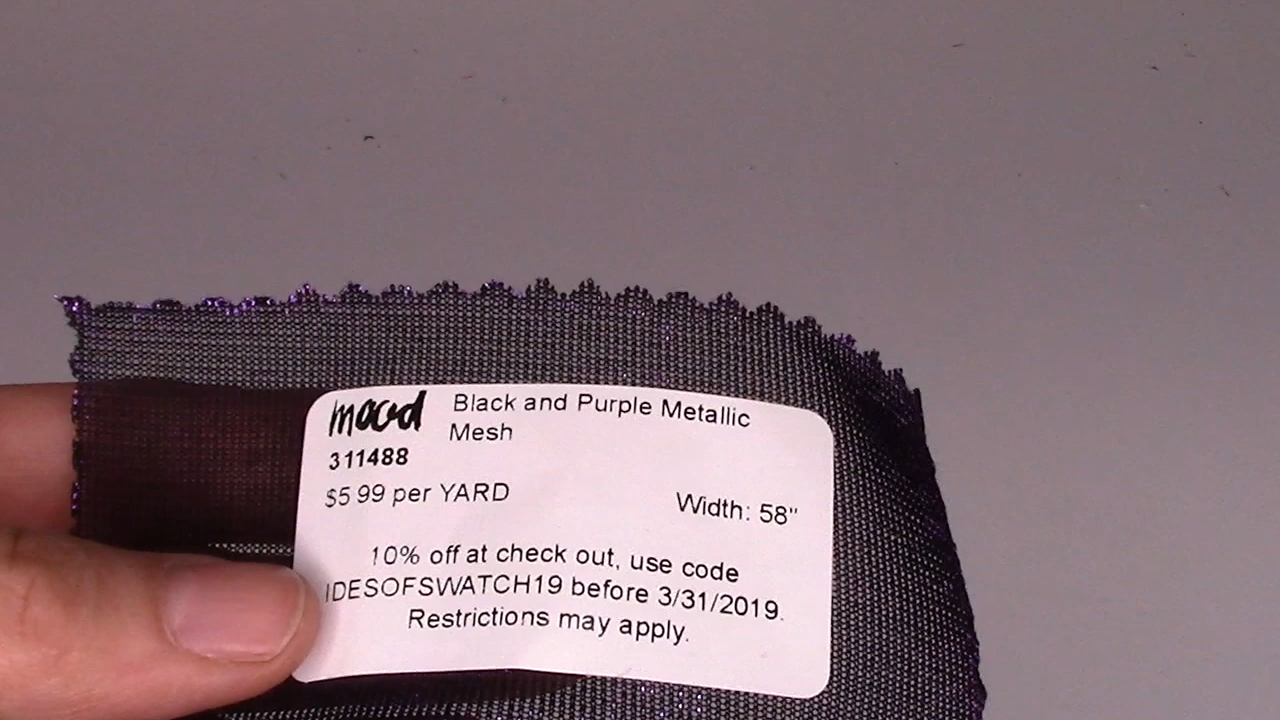 mood Black and Purple Metallic
Mesh
311488
$5 99 per YARD Width: 58"
10% off at check out, use code
IDESOFSWATCH19 before 3/31/2019.
Restrictions may apply.